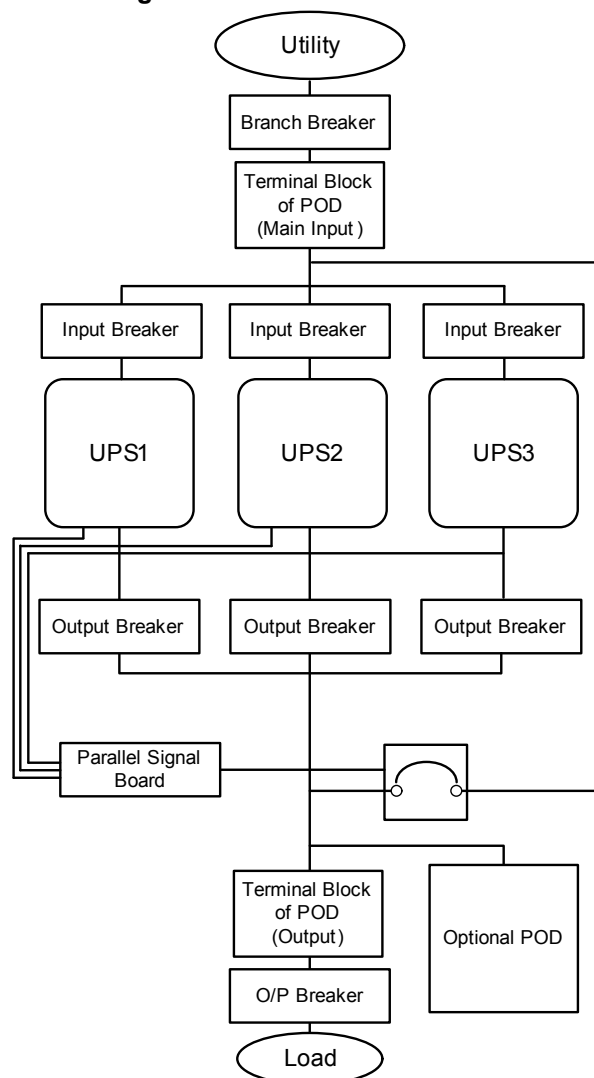 Utility
Branch Breaker
Terminal Block
of POD
(Main Input)
Input Breaker
Input Breaker
Input Breaker
UPS1
UPS2
UPS3
Output Breaker
Output Breaker
Output Breaker
Parallel Signal
Board
Terminal Block
of POD
(Output)
Optional POD
O/P Breaker
Load